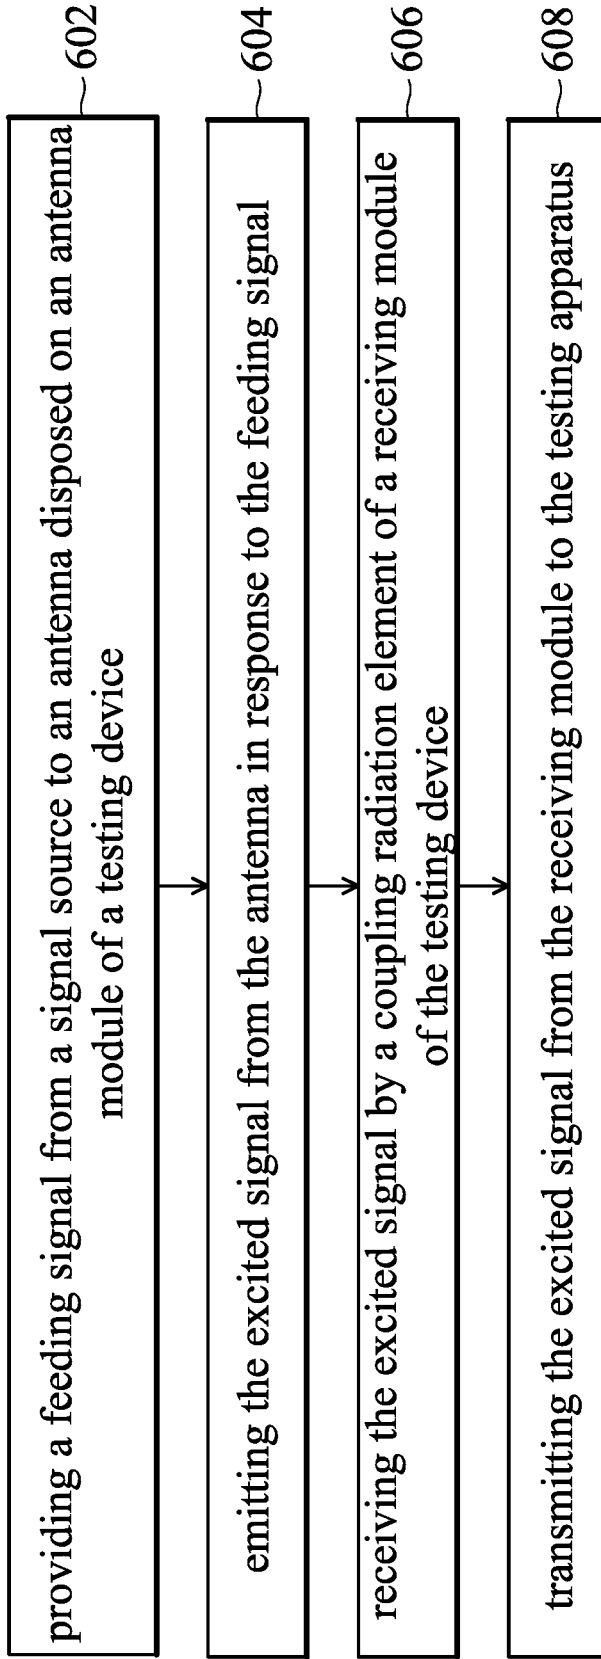 providing a feeding signal from a signal source to an antenna disposed on an antenna
module of a testing device
602
emitting the excited signal from the antenna in response to the feeding signal
604
receiving the excited signal by a coupling radiation element of a receiving module
of the testing device
606
transmitting the excited signal from the receiving module to the testing apparatus
608